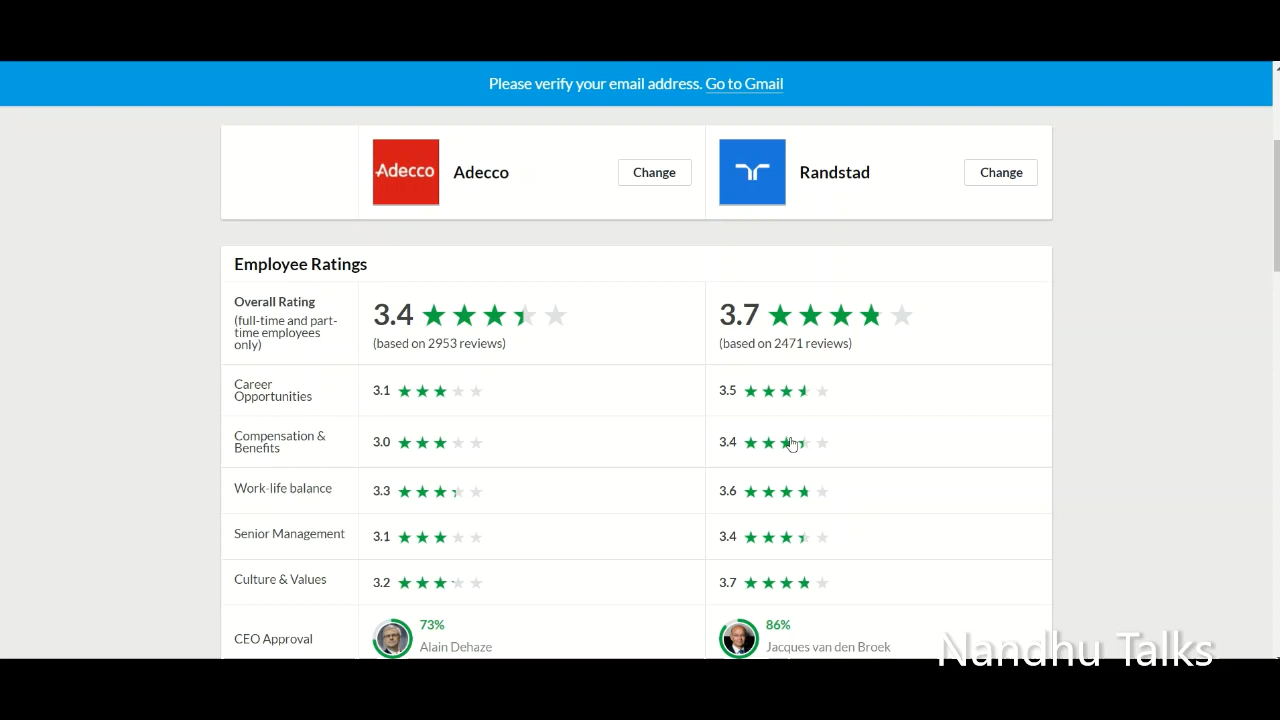 Please verify your email address. Go to Gmail
Adecco Adecco Change Randstad Change
Employee Ratings
Overall Rating
(full-time and part-
time employees
only)
3.4
(based on 2953 reviews)
3.7
(based on 2471 reviews)
Career
Opportunities
3.1
3.5
Compensation &
Benefits
3.0
3.4
Work-life balance
3.3
3.6
Senior Management
3.1
3.4
Culture & Values
3.2
3.7
CEO Approval
73%
Alain Dehaze
86%
Jacques van den Broek
Nandhu Talks